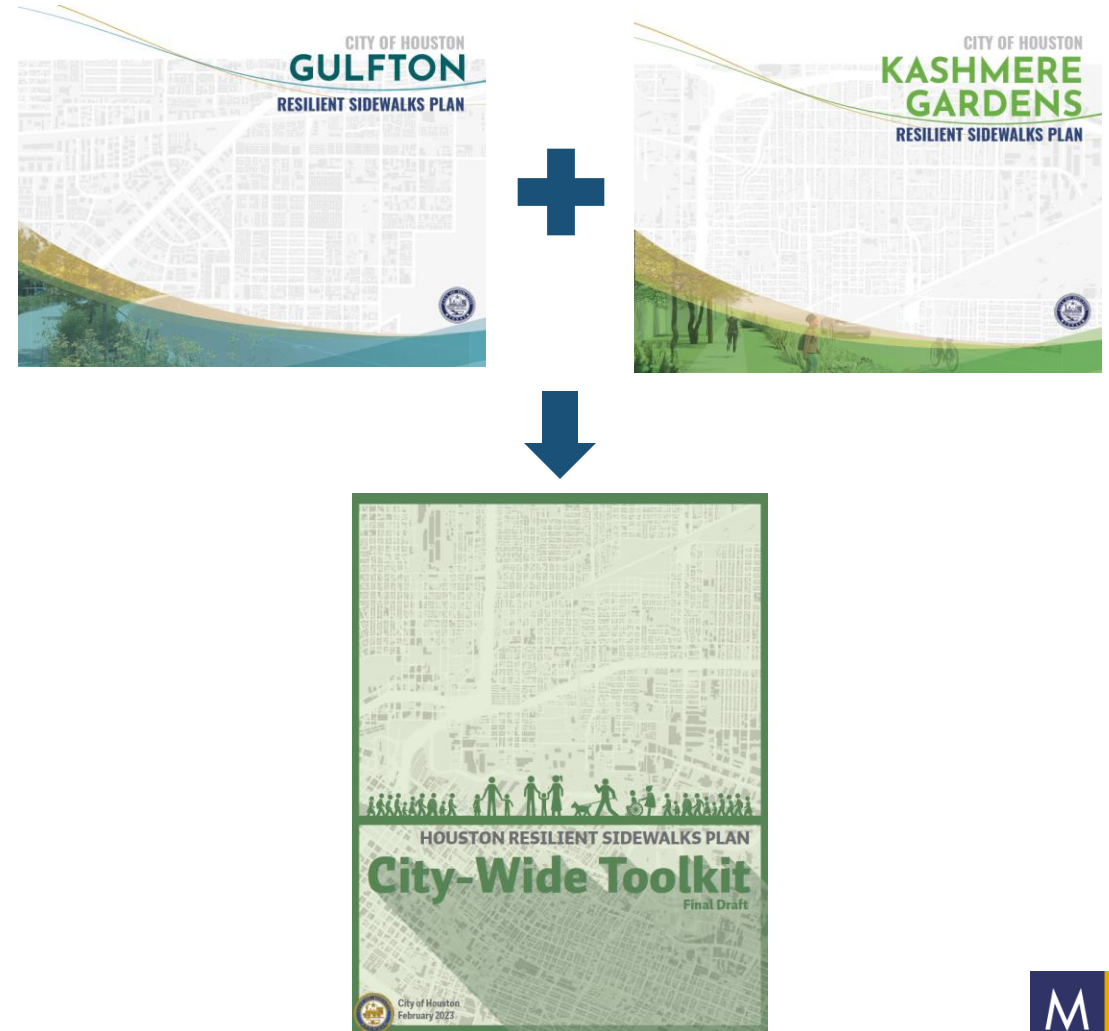 CITY OF HOUSTON
GULFTON
RESILIENT SIDEWALKS PLAN
CITY OF HOUSTON
KASHMERE
GARDENS
RESILIENT SIDEWALKS PLAN
HOUSTON RESILIENT SIDEWALKS PLAN
City-Wide Toolkit
Final Draft
City of Houston
February 2023
M